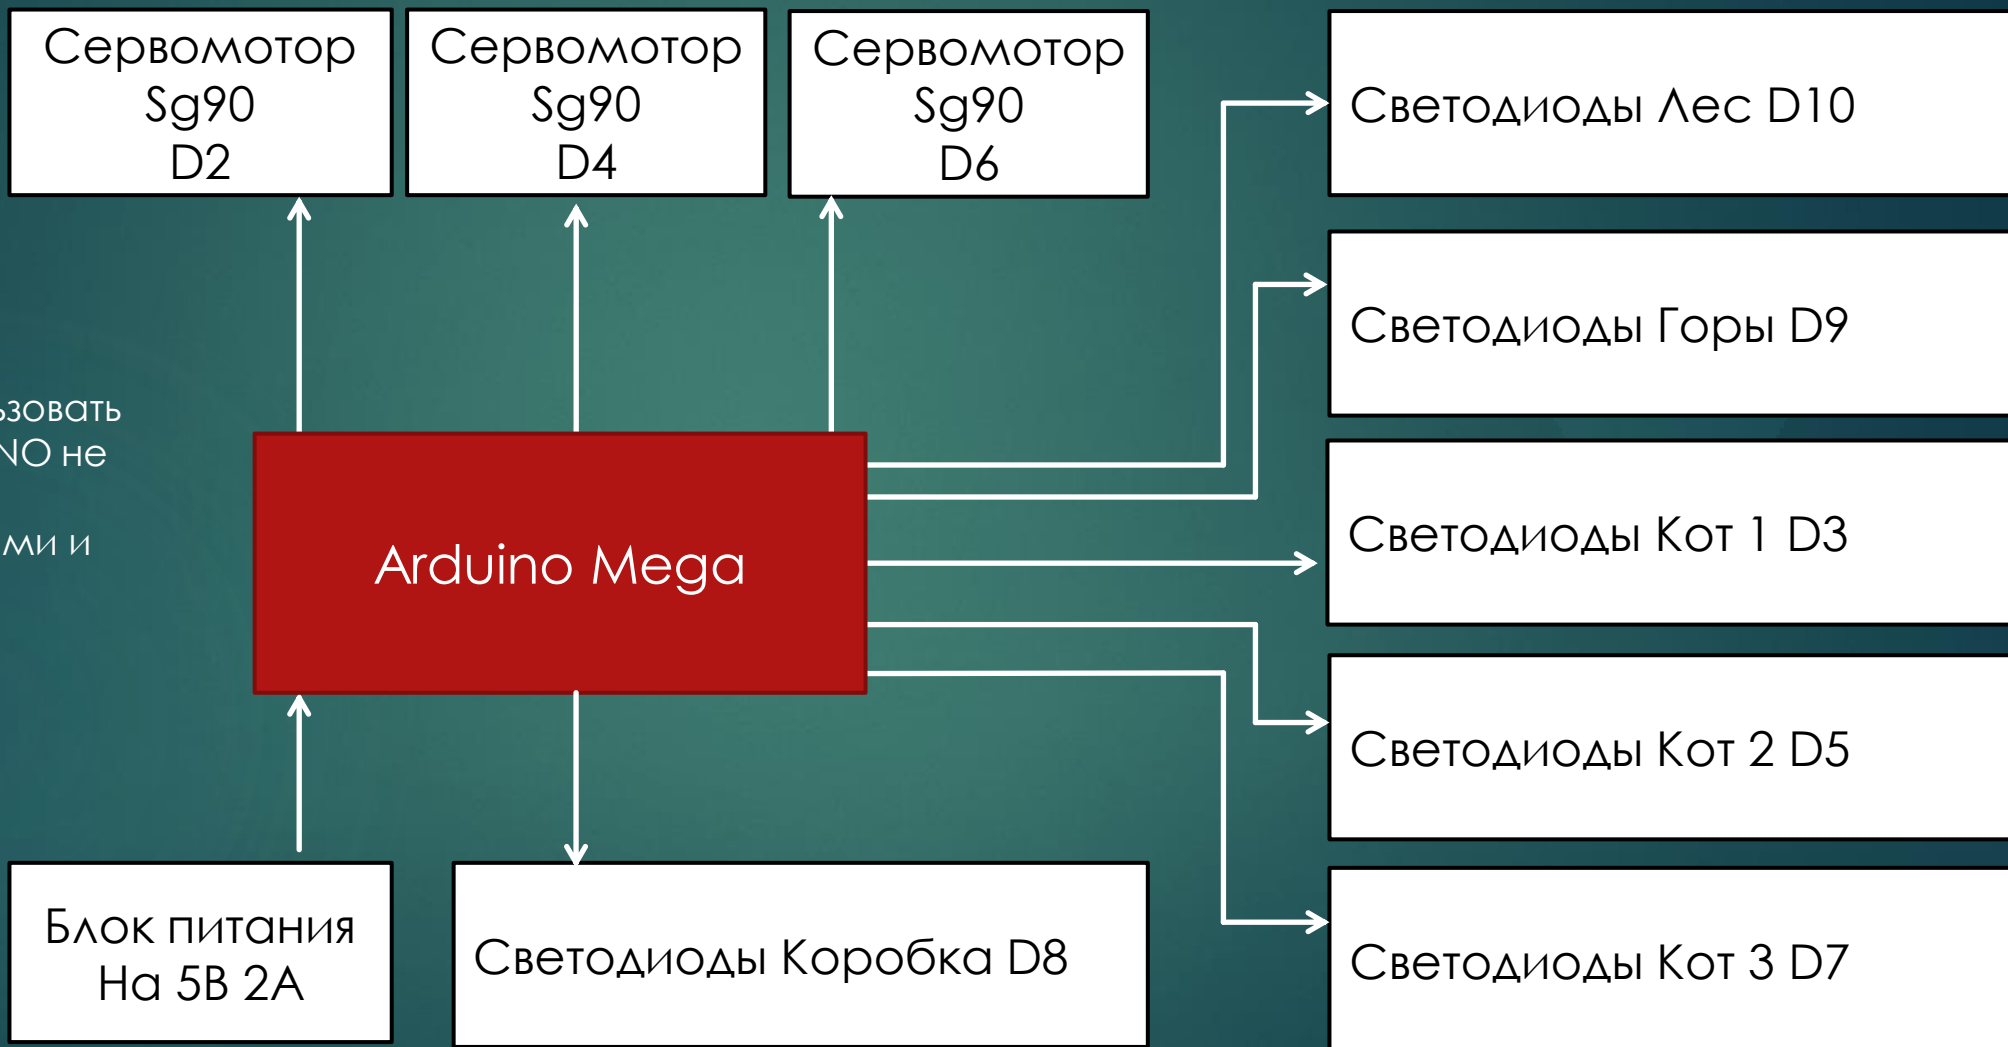 Сервомотор
Sg90
D2
Сервомотор
Sg90
D4
Сервомотор
Sg90
D6
Светодиоды Лес D10
Светодиоды Горы D9
не
и
Arduino Mega
Светодиоды Кот 1 D3
Светодиоды Кот 2 D5
Блок питания
На 5В 2А
Светодиоды Коробка D8
Светодиоды Кот 3 D7